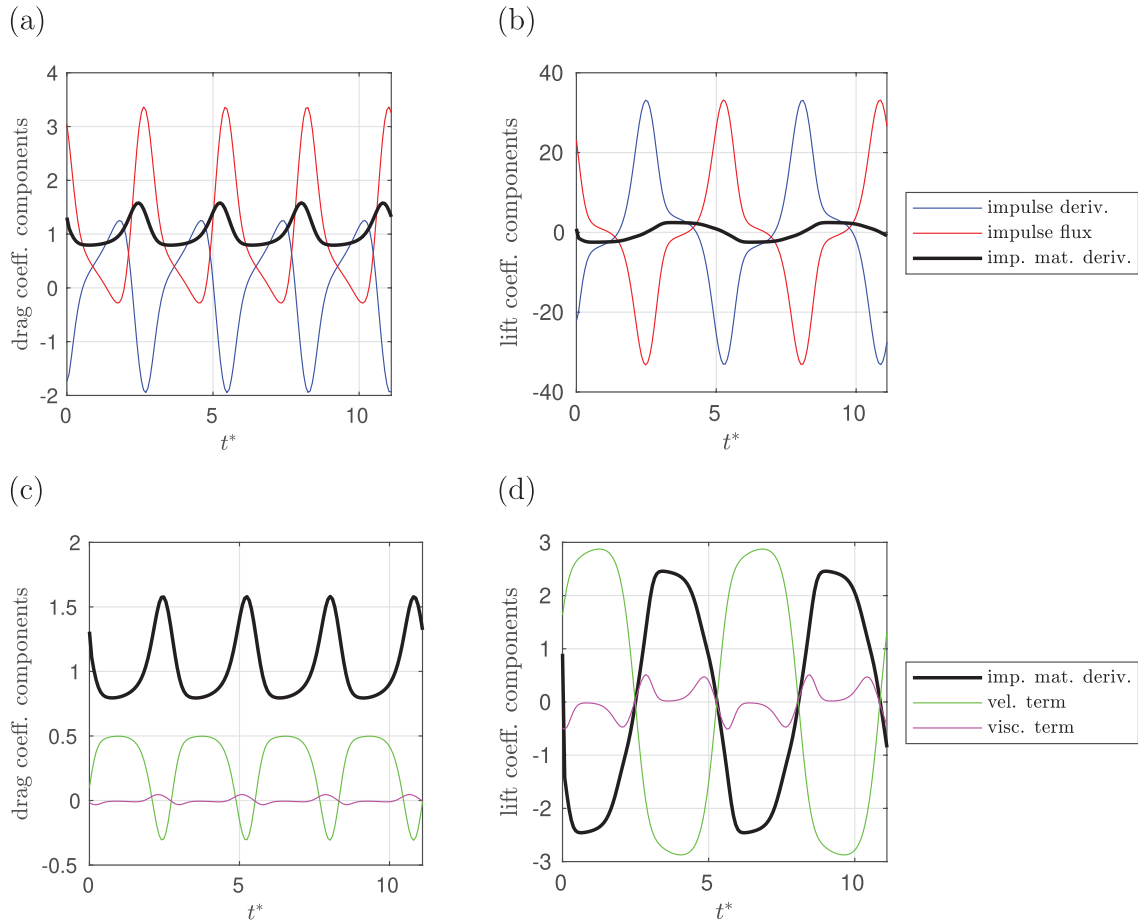 (a)
drag coeff. components
4
3
2
1
0
-1
-2
0
5
10
t*
(b)
lift coeff. components
40
20
0
-20
-40
0
5
10
t*
impulse deriv.
impulse flux
imp. mat. deriv.
(c)
drag coeff. components
2
1.5
1
0.5
0
-0.5
0
5
10
t*
(d)
lift coeff. components
3
2
1
0
-1
-2
-3
0
5
10
t*
imp. mat. deriv.
vel. term
visc. term